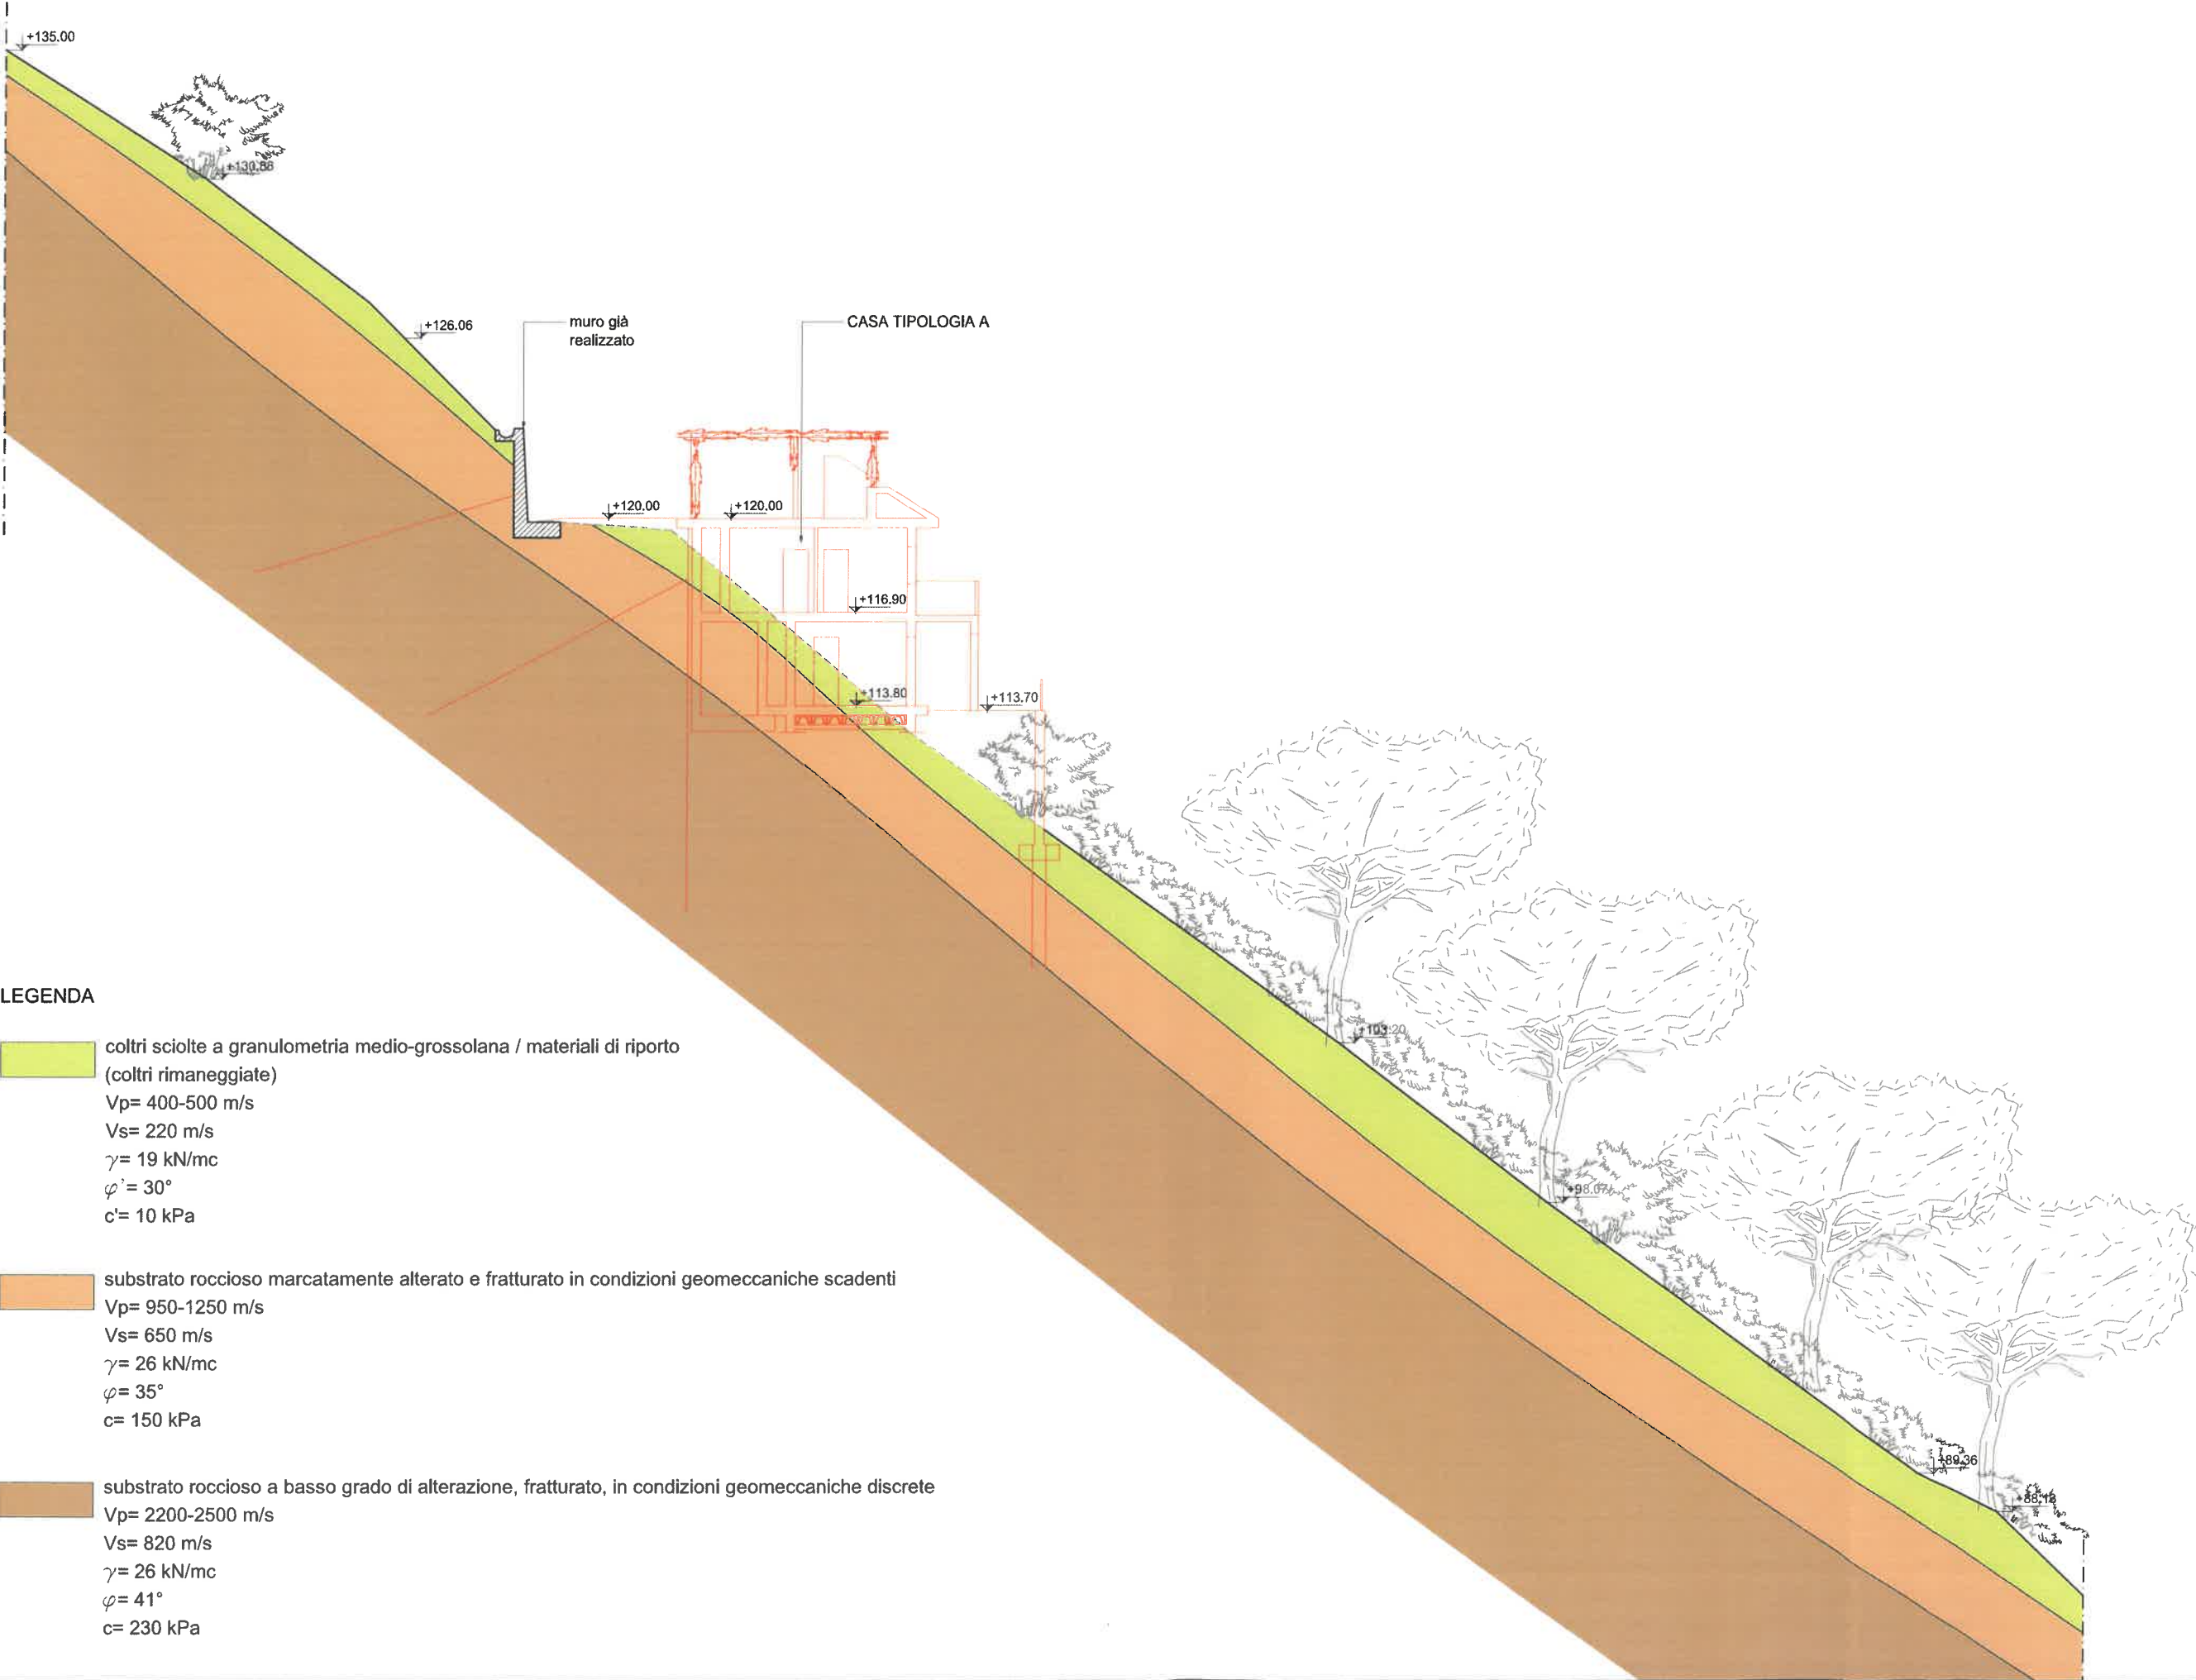 +135.00
+130.88
+126.06
muro già
realizzato
CASA TIPOLOGIA A
+120.00
+120.00
+116.90
+113.80
+113.70
+103.20
+98.07
+89.36
+88.18
LEGENDA
coltri sciolte a granulometria medio-grossolana / materiali di riporto
(coltri rimaneggiate)
Vp= 400-500 m/s
Vs= 220 m/s
γ= 19 kN/mc
φ'= 30°
c'= 10 kPa
substrato roccioso marcatamente alterato e fratturato in condizioni geomeccaniche scadenti
Vp= 950-1250 m/s
Vs= 650 m/s
γ= 26 kN/mc
φ= 35°
c= 150 kPa
substrato roccioso a basso grado di alterazione, fratturato, in condizioni geomeccaniche discrete
Vp= 2200-2500 m/s
Vs= 820 m/s
γ= 26 kN/mc
φ= 41°
c= 230 kPa